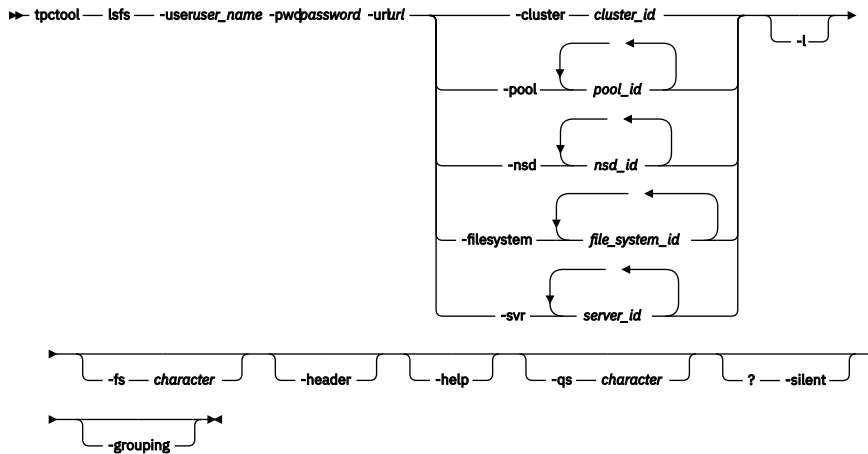 tpctool lsfs -useruser_name -pwdpassword -urlurl -cluster cluster_id -l
-pool pool_id
-nsd nsd_id
-filesystem file_system_id
-svr server_id
-fs character -header -help -qs character ? -silent
-grouping